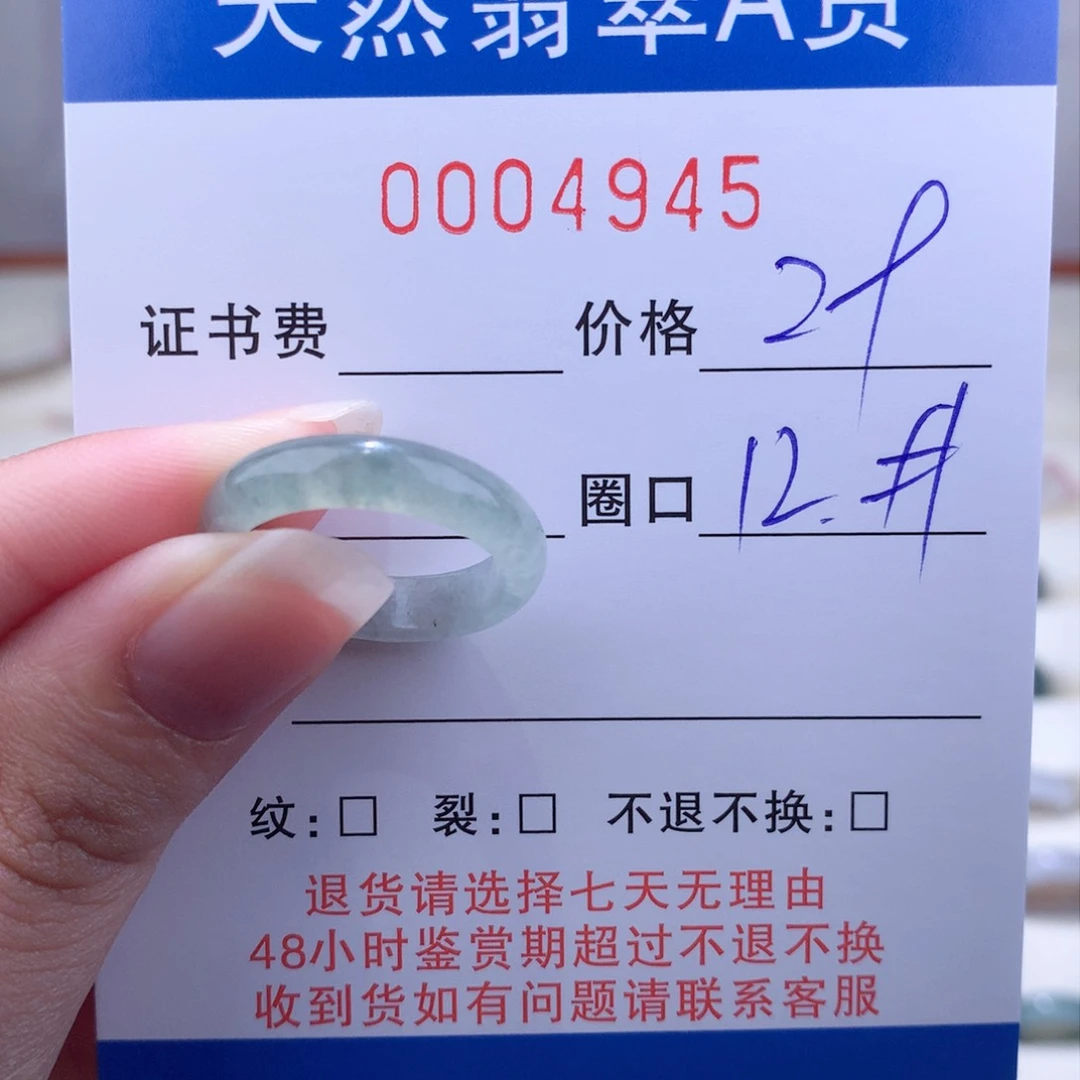 天然翡翠A货
0004945
证书费 价格 29
圈口 12.#
纹:□ 裂:□ 不退不换:□
退货请选择七天无理由
48小时鉴赏期超过不退不换
收到货如有问题请联系客服